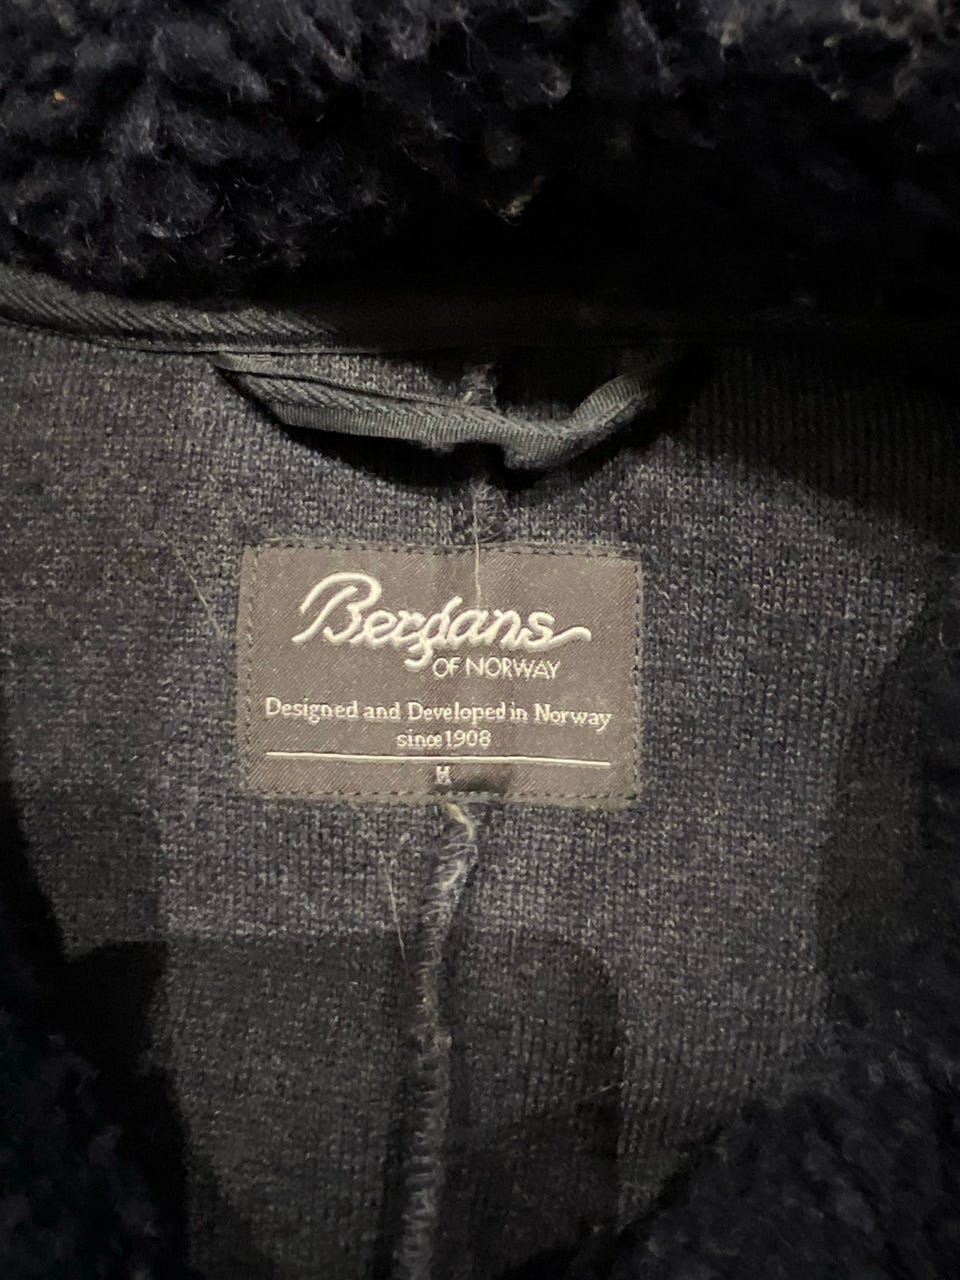 Bergans
OF NORWAY
Designed and Developed in Norway
since 1908
M